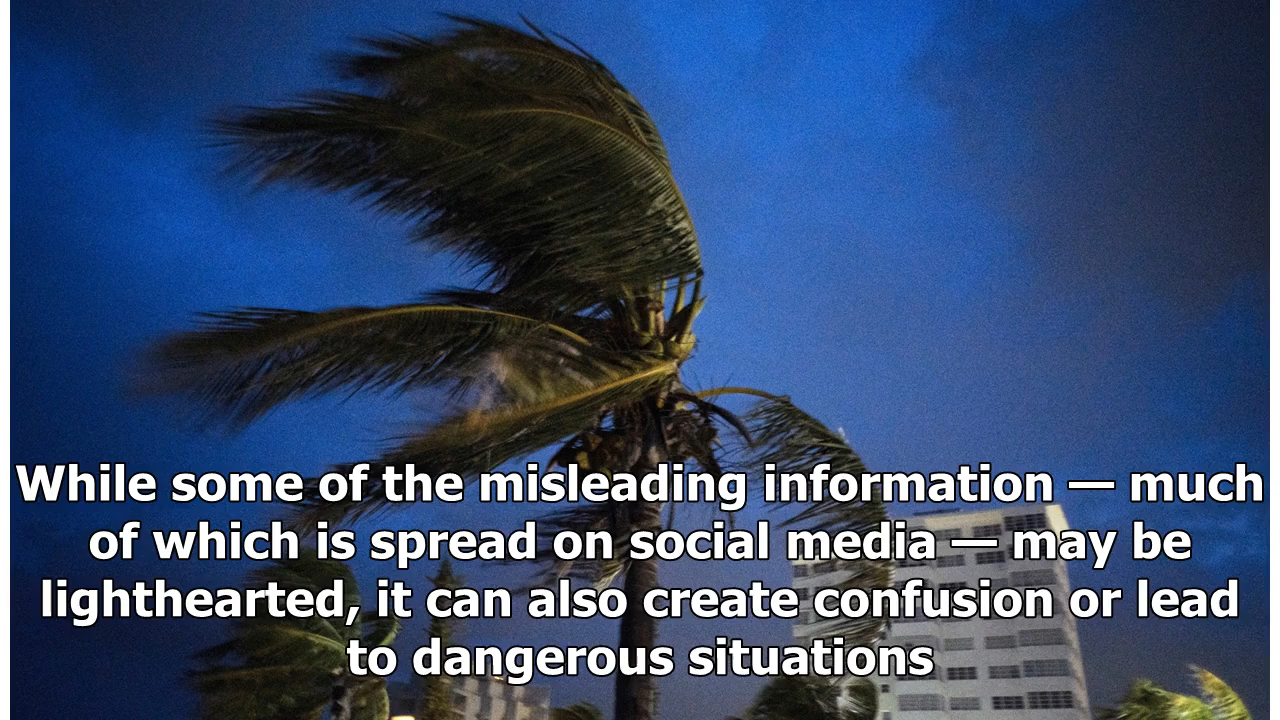 While some of the misleading information — much
of which is spread on social media — may be
lighthearted, it can also create confusion or lead
to dangerous situations